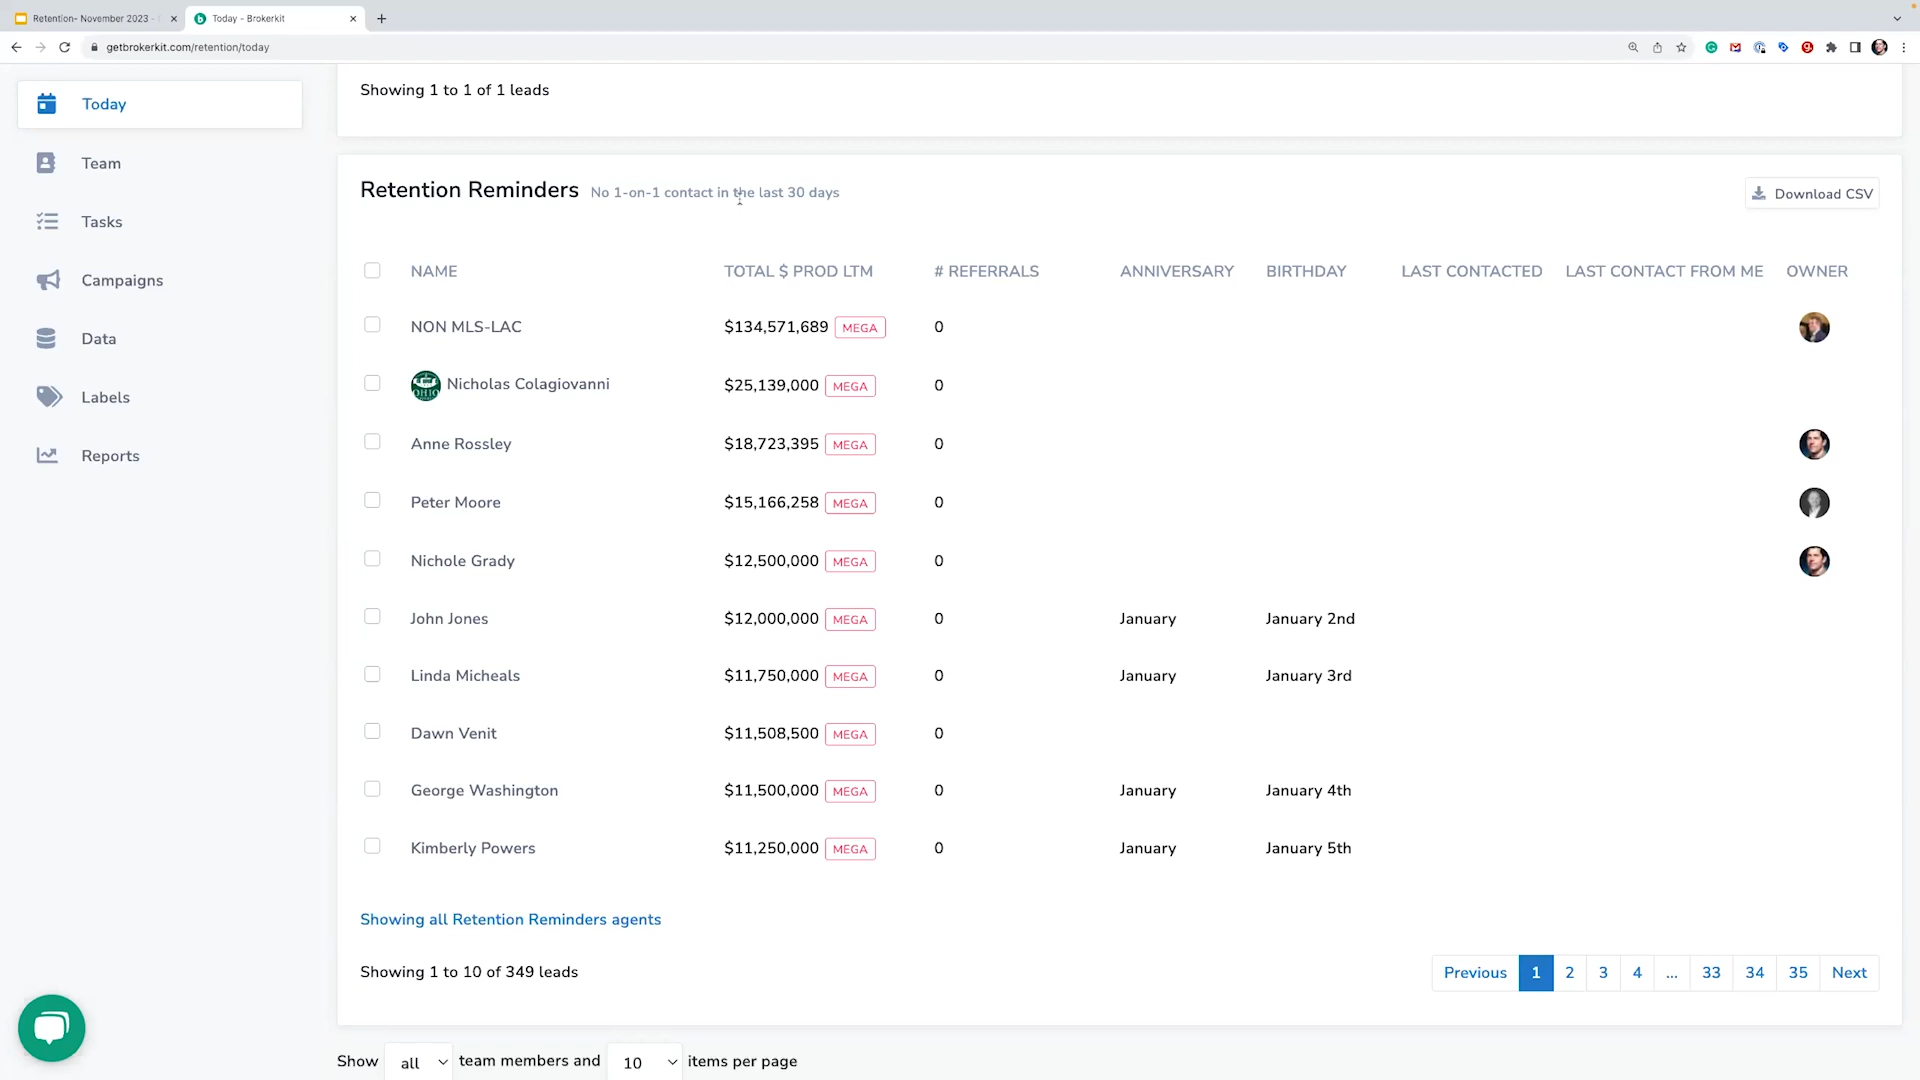 Retention- November 2023 -
Today - Brokerkit
getbrokerkit.com/retention/today
Today
Team
Tasks
Campaigns
Data
Labels
Reports
Showing 1 to 1 of 1 leads
Retention Reminders No 1-on-1 contact in the last 30 days
Download CSV
NAME TOTAL $ PROD LTM # REFERRALS ANNIVERSARY BIRTHDAY LAST CONTACTED LAST CONTACT FROM ME OWNER
NON MLS-LAC $134,571,689 MEGA 0
OHIO Nicholas Colagiovanni $25,139,000 MEGA 0
Anne Rossley $18,723,395 MEGA 0
Peter Moore $15,166,258 MEGA 0
Nichole Grady $12,500,000 MEGA 0
John Jones $12,000,000 MEGA 0 January January 2nd
Linda Micheals $11,750,000 MEGA 0 January January 3rd
Dawn Venit $11,508,500 MEGA 0
George Washington $11,500,000 MEGA 0 January January 4th
Kimberly Powers $11,250,000 MEGA 0 January January 5th
Showing all Retention Reminders agents
Showing 1 to 10 of 349 leads
Previous 1 2 3 4 ... 33 34 35 Next
Show all team members and 10 items per page